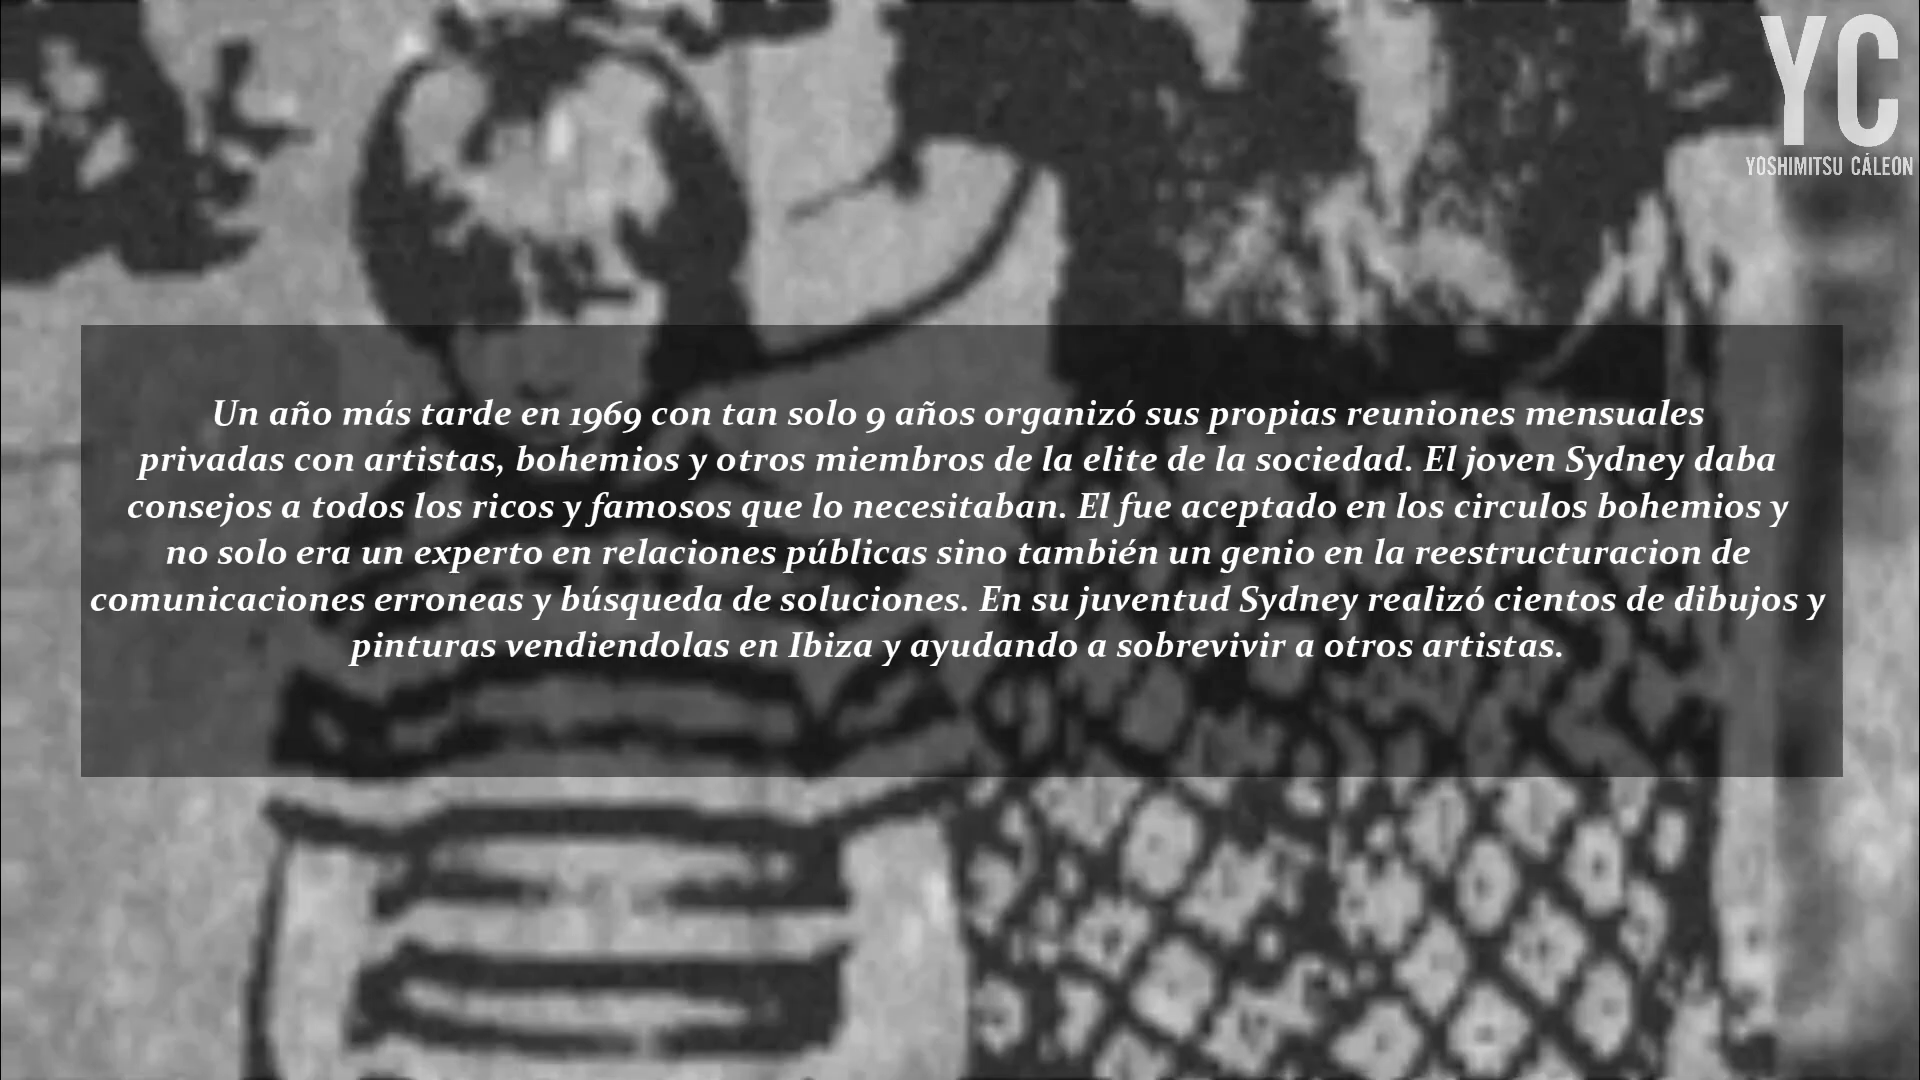 YC
YOSHIMITSU CÁLEON
Un año más tarde en 1969 con tan solo 9 años organizó sus propias reuniones mensuales
privadas con artistas, bohemios y otros miembros de la elite de la sociedad. El joven Sydney daba
consejos a todos los ricos y famosos que lo necesitaban. El fue aceptado en los circulos bohemios y
no solo era un experto en relaciones públicas sino también un genio en la reestructuracion de
comunicaciones erroneas y búsqueda de soluciones. En su juventud Sydney realizó cientos de dibujos y
pinturas vendiendolas en Ibiza y ayudando a sobrevivir a otros artistas.